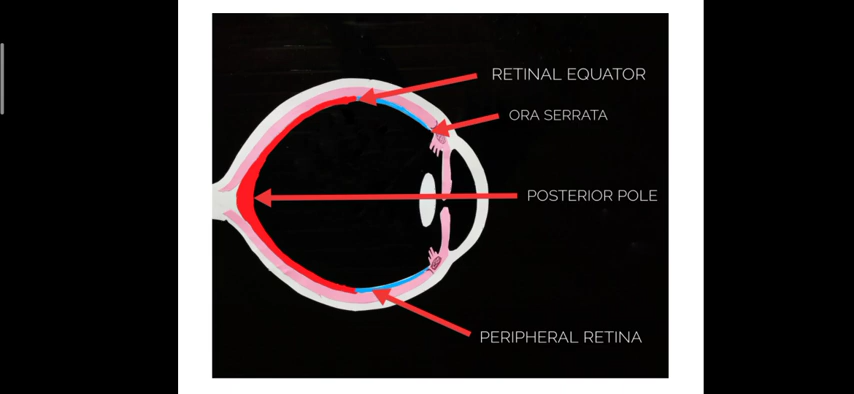 RETINAL EQUATOR
ORA SERRATA
POSTERIOR POLE
PERIPHERAL RETINA